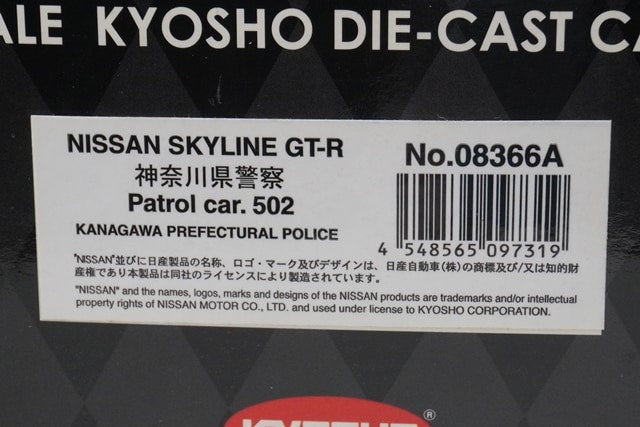 ALE KYOSHO DIE-CAST CA
NISSAN SKYLINE GT-R
神奈川県警察
Patrol car. 502
KANAGAWA PREFECTURAL POLICE
No.08366A
4 548565 097319
"NISSAN"並びに日産製品の名称、ロゴ・マーク及びデザインは、日産自動車(株)の商標及び/又は知的財
産権であり本製品は同社のライセンスにより製造されています。
"NISSAN" and the names, logos, marks and designs of the NISSAN products are trademarks and/or intellectual
property rights of NISSAN MOTOR CO., LTD. and used under license to KYOSHO CORPORATION.
KYOSHO ®